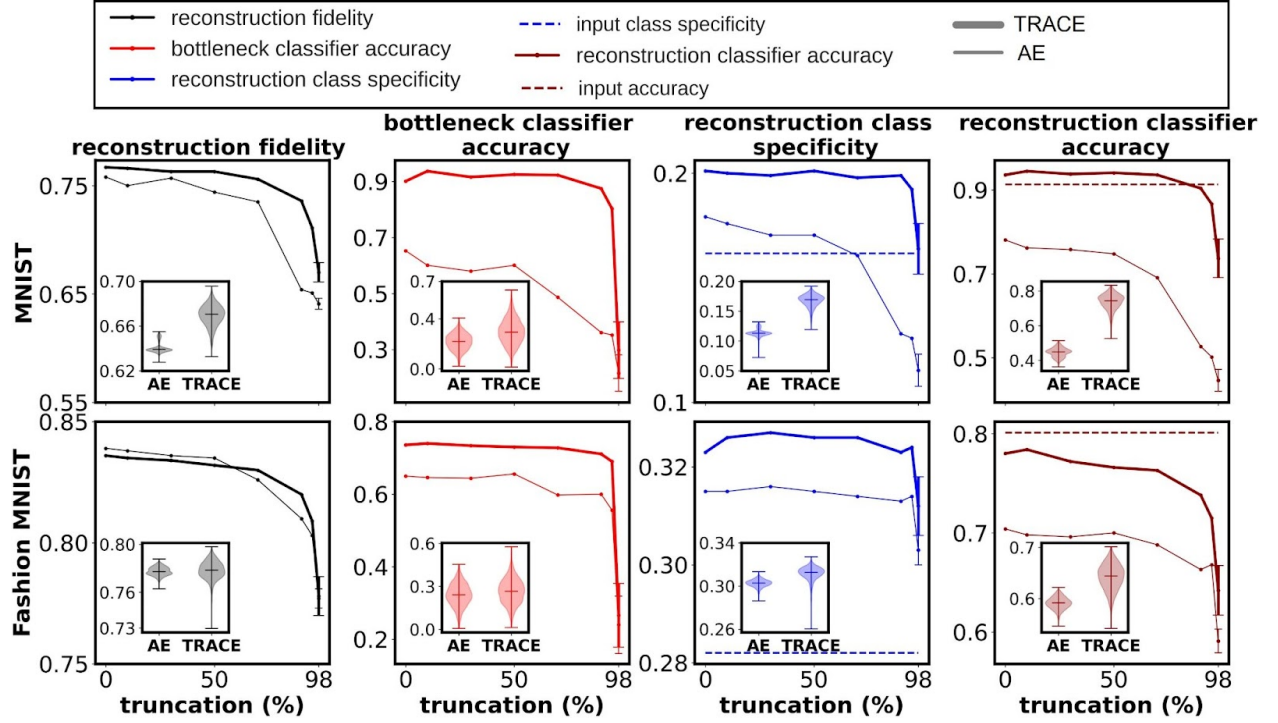 reconstruction fidelity
bottleneck classifier accuracy
reconstruction class specificity
input class specificity
reconstruction classifier accuracy
input accuracy
TRACE
AE
reconstruction fidelity
bottleneck classifier
accuracy
reconstruction class
specificity
reconstruction classifier
accuracy
MNIST
0.75
0.65
0.55
0.70
0.66
0.62
AE TRACE
0.9
0.7
0.5
0.3
0.7
0.4
0.0
AE TRACE
0.2
0.1
0.20
0.15
0.10
0.05
AE TRACE
0.9
0.7
0.5
0.8
0.6
0.4
AE TRACE
Fashion MNIST
0.85
0.80
0.75
0.80
0.76
0.73
AE TRACE
0 50 98
truncation (%)
0.8
0.6
0.4
0.2
0.6
0.3
0.0
AE TRACE
0 50 98
truncation (%)
0.32
0.30
0.28
0.34
0.30
0.26
AE TRACE
0 50 98
truncation (%)
0.8
0.7
0.6
0.7
0.6
AE TRACE
0 50 98
truncation (%)